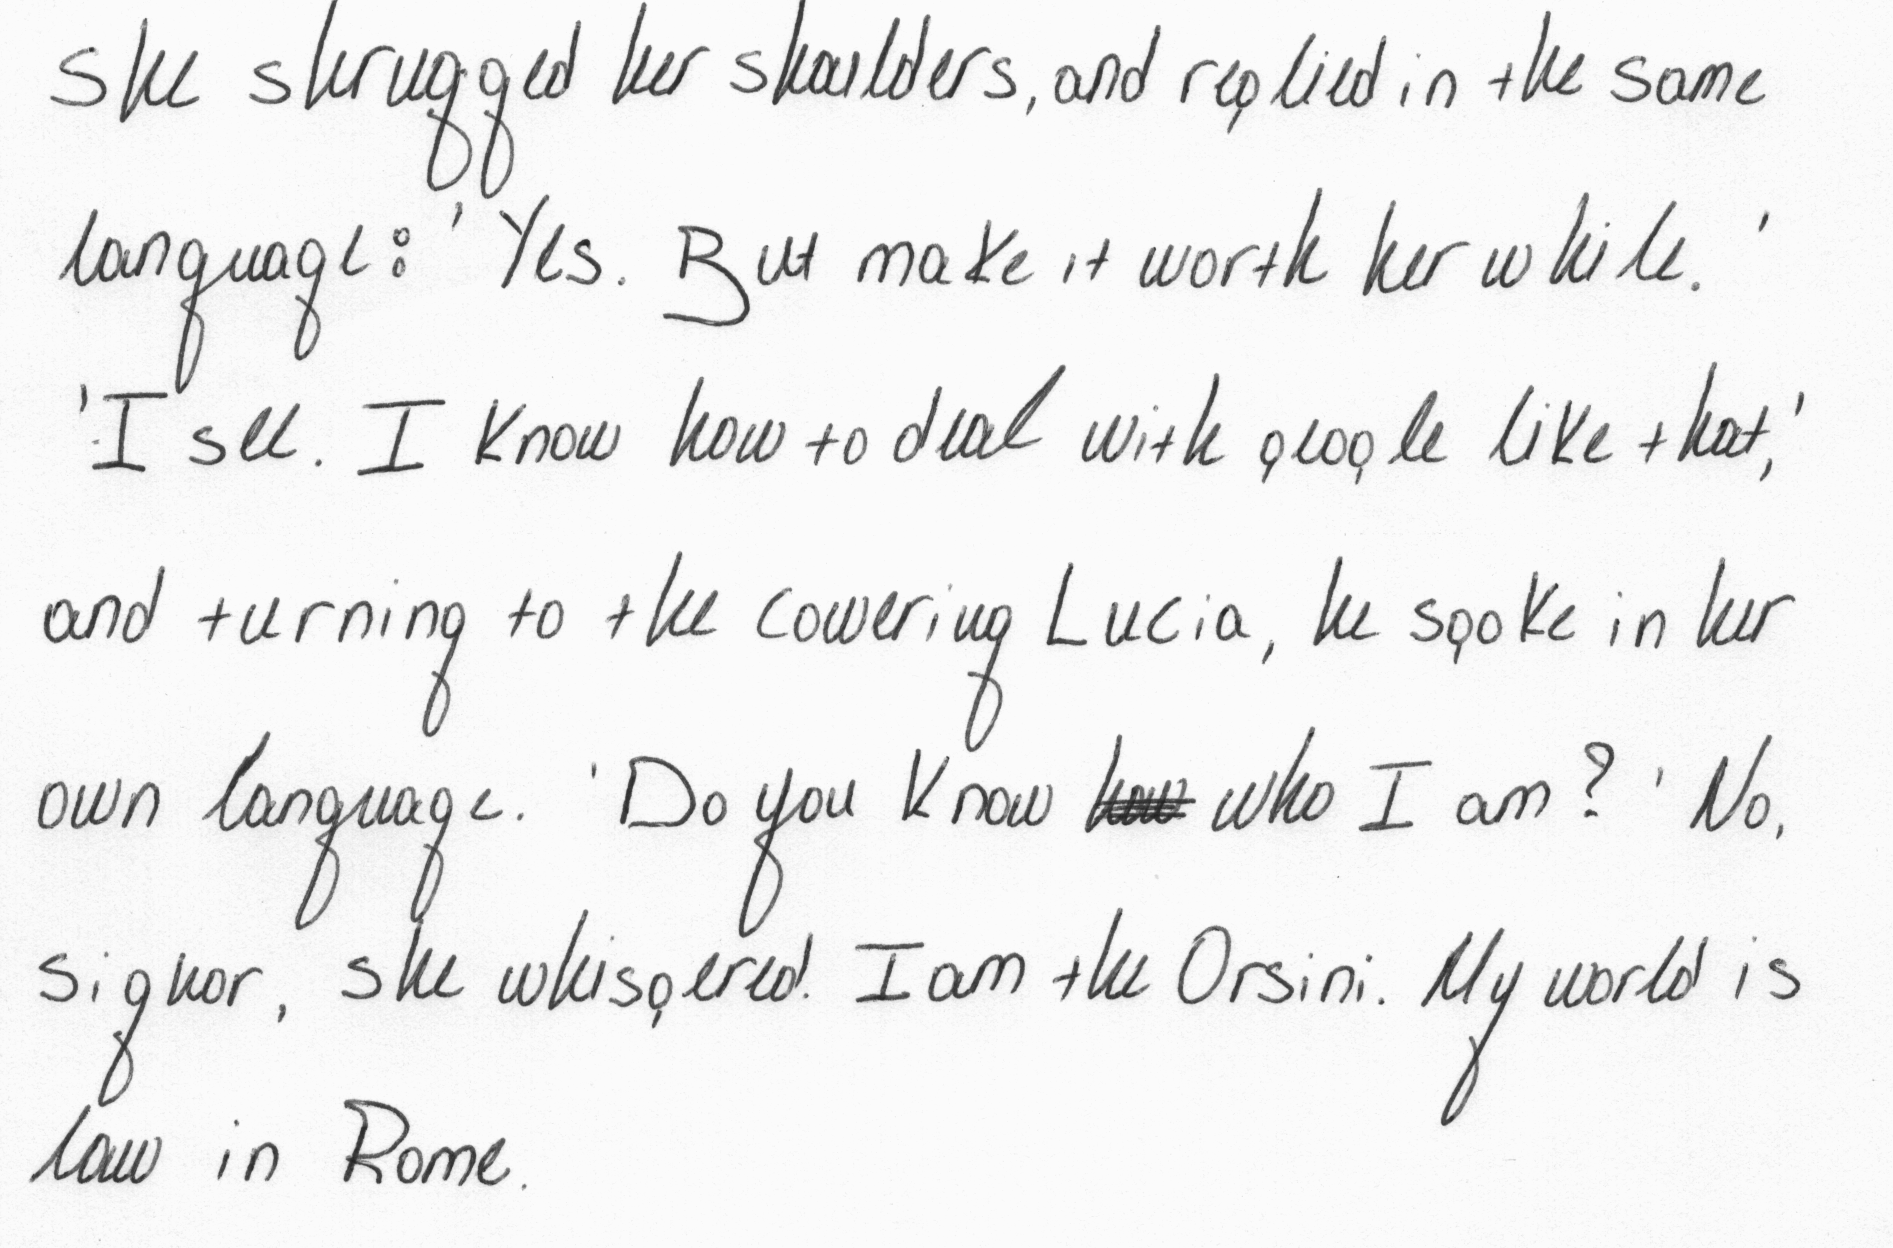 She shrugged her shoulders, and replied in the same
language: 'Yes. But make it worth her while.'
'I see. I know how to deal with people like that,'
and turning to the cowering Lucia, he spoke in her
own language. 'Do you know how who I am?' No,
signor, she whispered. I am the Orsini. My world is
law in Rome.